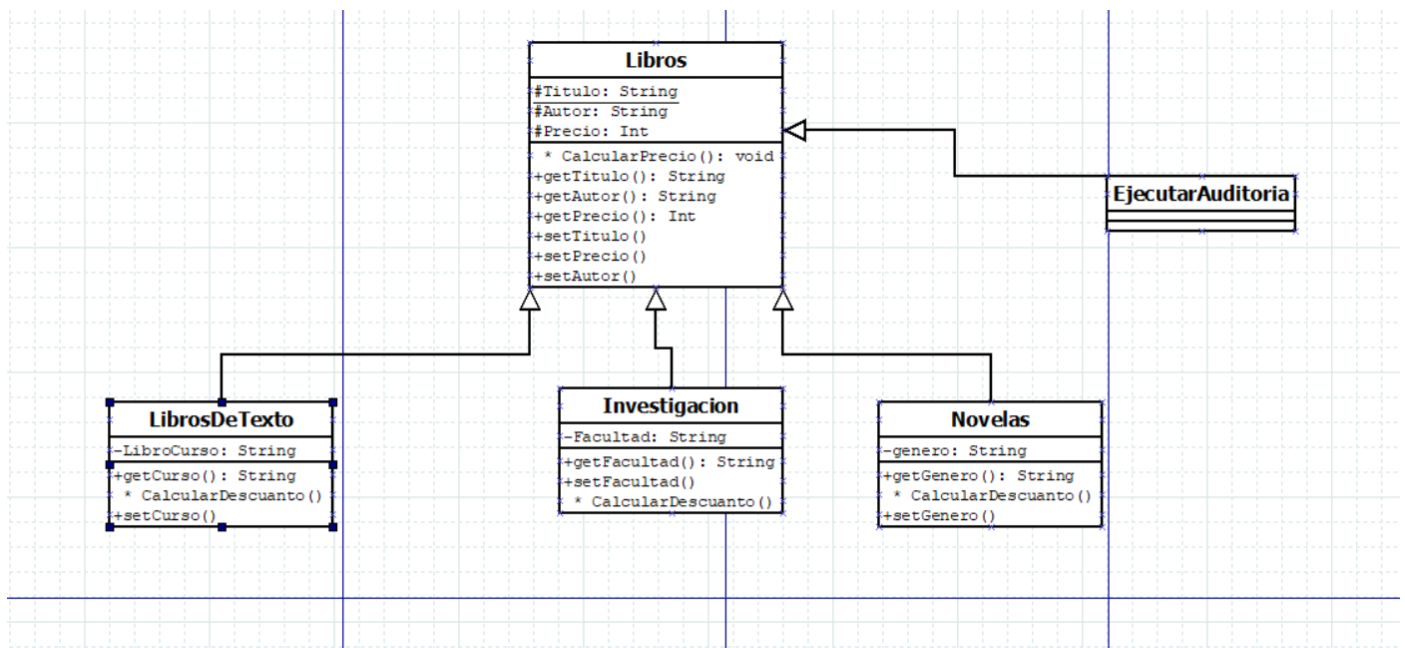 Libros
#Titulo: String
#Autor: String
#Precio: Int
* CalcularPrecio(): void
+getTitulo(): String
+getAutor(): String
+getPrecio(): Int
+setTitulo()
+setPrecio()
+setAutor()
EjecutarAuditoria
LibrosDeTexto
-LibroCurso: String
+getCurso(): String
* CalcularDescuanto()
+setCurso()
Investigacion
-Facultad: String
+getFacultad(): String
+setFacultad()
* CalcularDescuanto()
Novelas
-genero: String
+getGenero(): String
* CalcularDescuanto()
+setGenero()